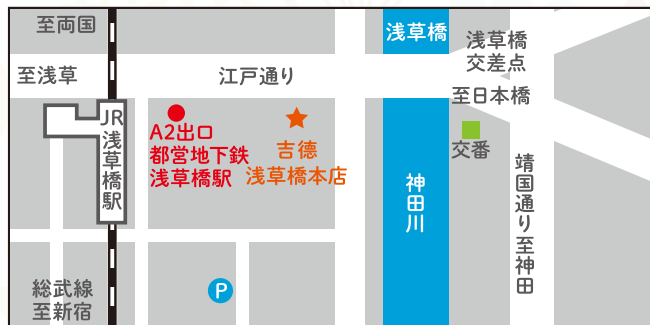 至両国
浅草橋
浅草橋
交差点
至浅草
江戸通り
至日本橋
JR
浅草橋駅
A2出口
都営地下鉄
浅草橋駅
吉德
浅草橋本店
交番
神田川
靖国通り至神田
総武線
至新宿
P